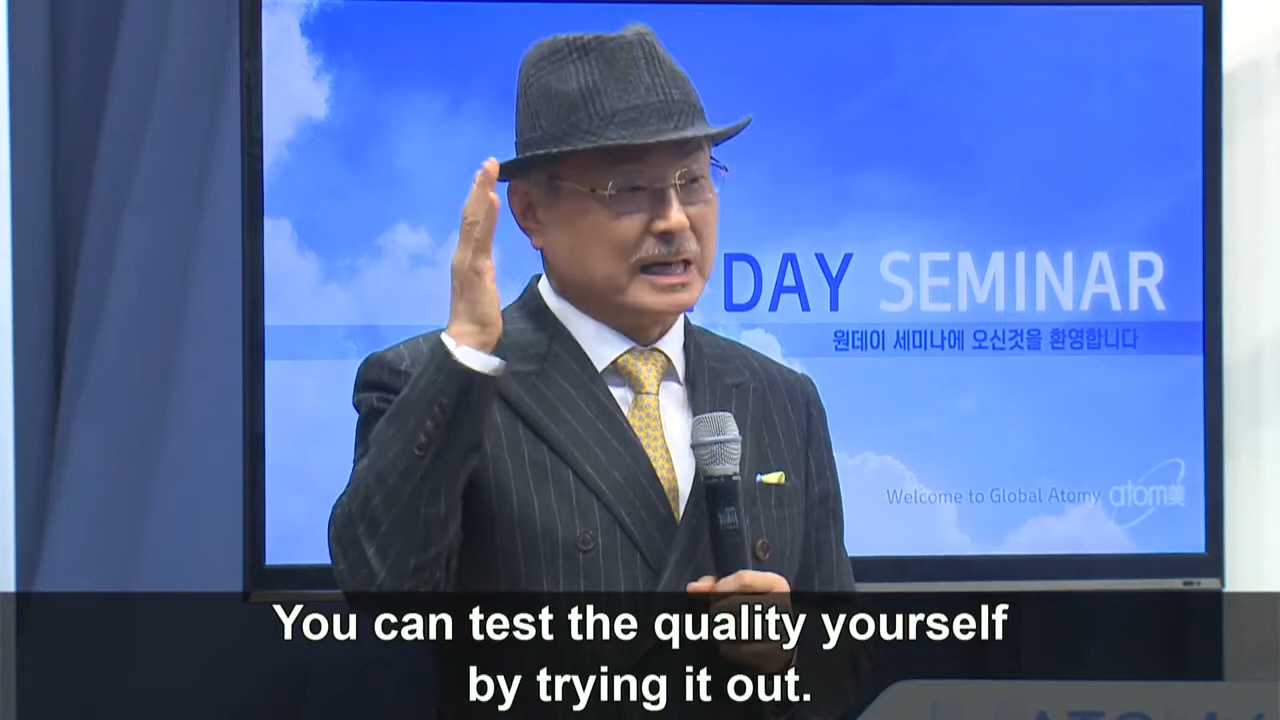 DAY SEMINAR
원데이 세미나에 오신것을 환영합니다
Welcome to Global Atomy atom美
You can test the quality yourself
by trying it out.